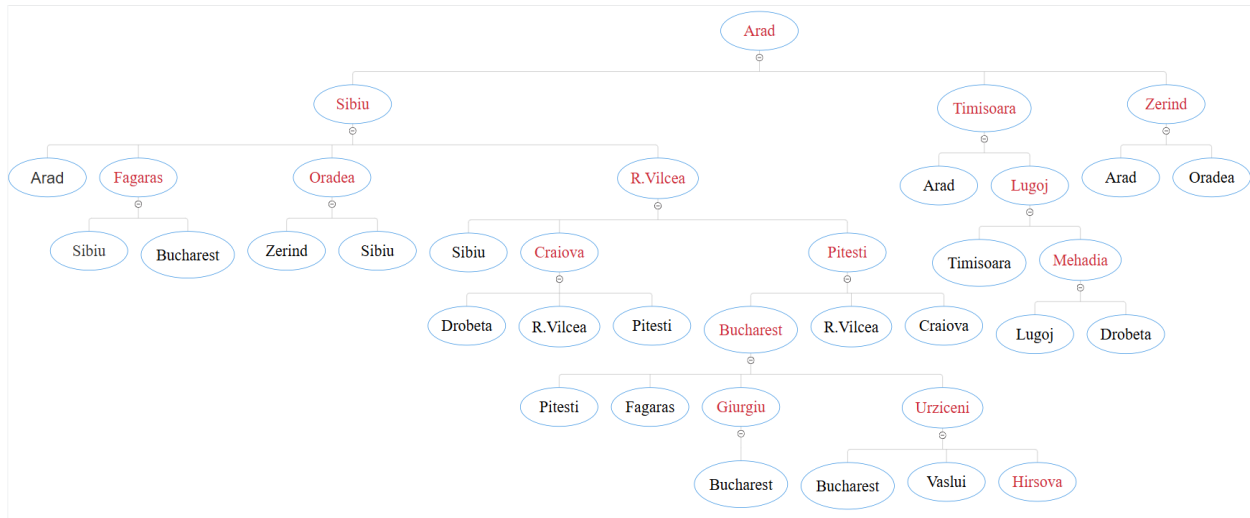 Arad
Sibiu
Timisoara
Zerind
Arad
Fagaras
Oradea
R.Vilcea
Arad
Lugoj
Arad
Oradea
Sibiu
Bucharest
Zerind
Sibiu
Sibiu
Craiova
Pitesti
Timisoara
Mehadia
Drobeta
R.Vilcea
Pitesti
Bucharest
R.Vilcea
Craiova
Lugoj
Drobeta
Pitesti
Fagaras
Giurgiu
Urziceni
Bucharest
Bucharest
Vaslui
Hirsova